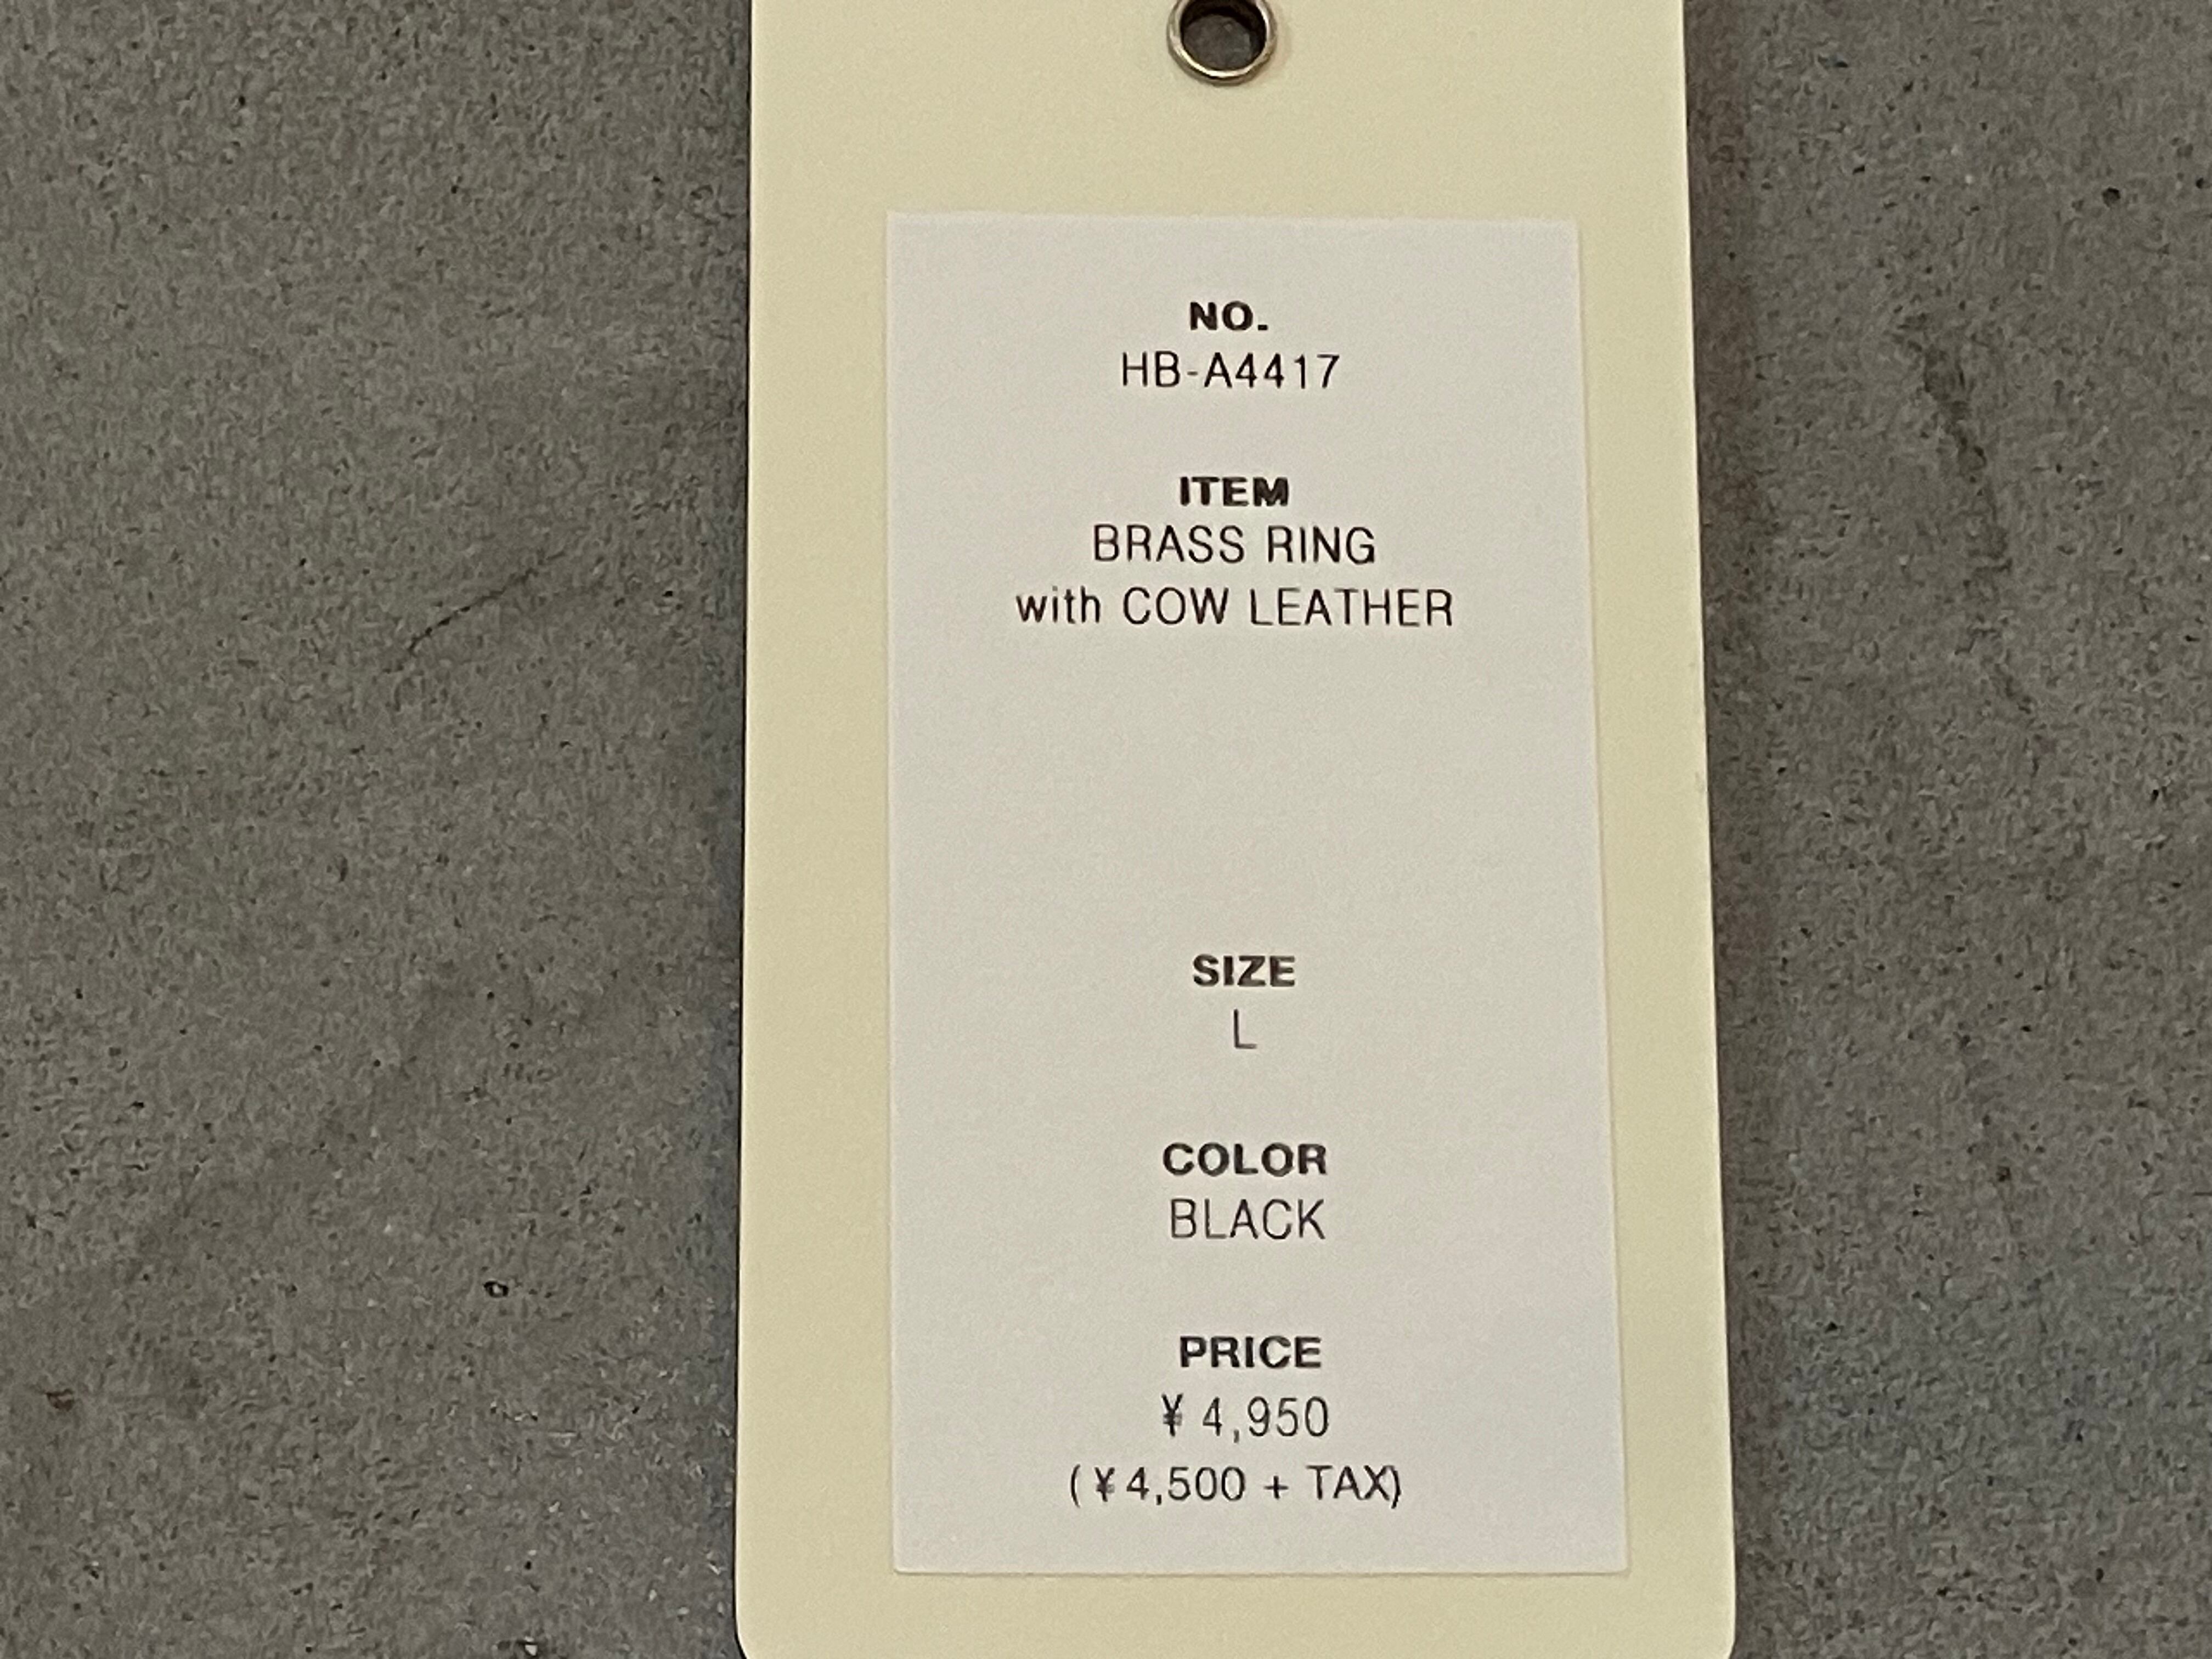 NO.
HB-A4417
ITEM
BRASS RING
with COW LEATHER
SIZE
L
COLOR
BLACK
PRICE
¥ 4,950
(¥4,500 + TAX)